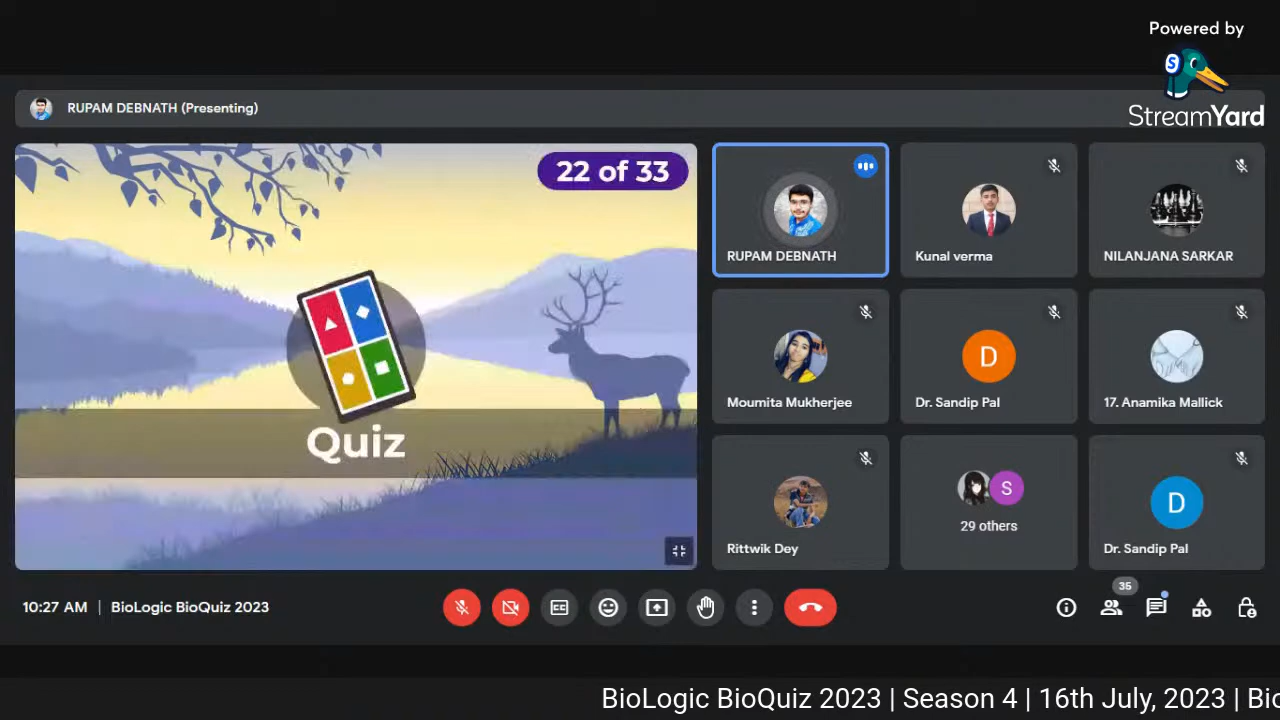 Powered by
StreamYard
RUPAM DEBNATH (Presenting)
22 of 33
Quiz
RUPAM DEBNATH
Kunal verma
NILANJANA SARKAR
Moumita Mukherjee
D
Dr. Sandip Pal
17. Anamika Mallick
Rittwik Dey
S
29 others
D
Dr. Sandip Pal
10:27 AM | BioLogic BioQuiz 2023
35
BioLogic BioQuiz 2023 | Season 4 | 16th July, 2023 | Bio